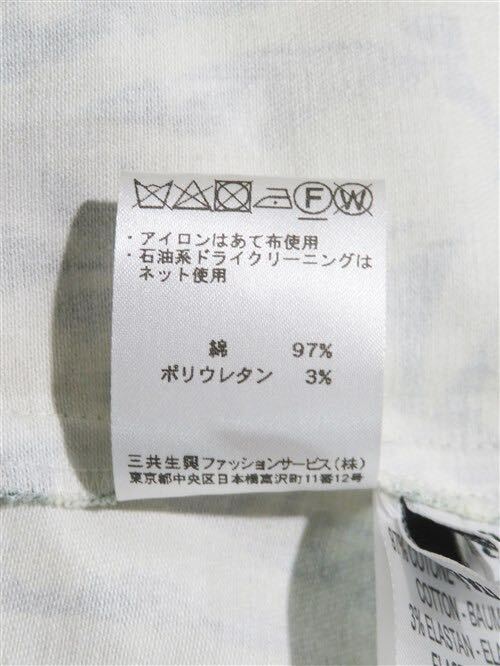 F W
・アイロンはあて布使用
・石油系ドライクリーニングは
ネット使用
綿 97%
ポリウレタン 3%
三共生興ファッションサービス(株)
東京都中央区日本橋富沢町11番12号
COTTON - BAUM
3% ELASTAN - EL